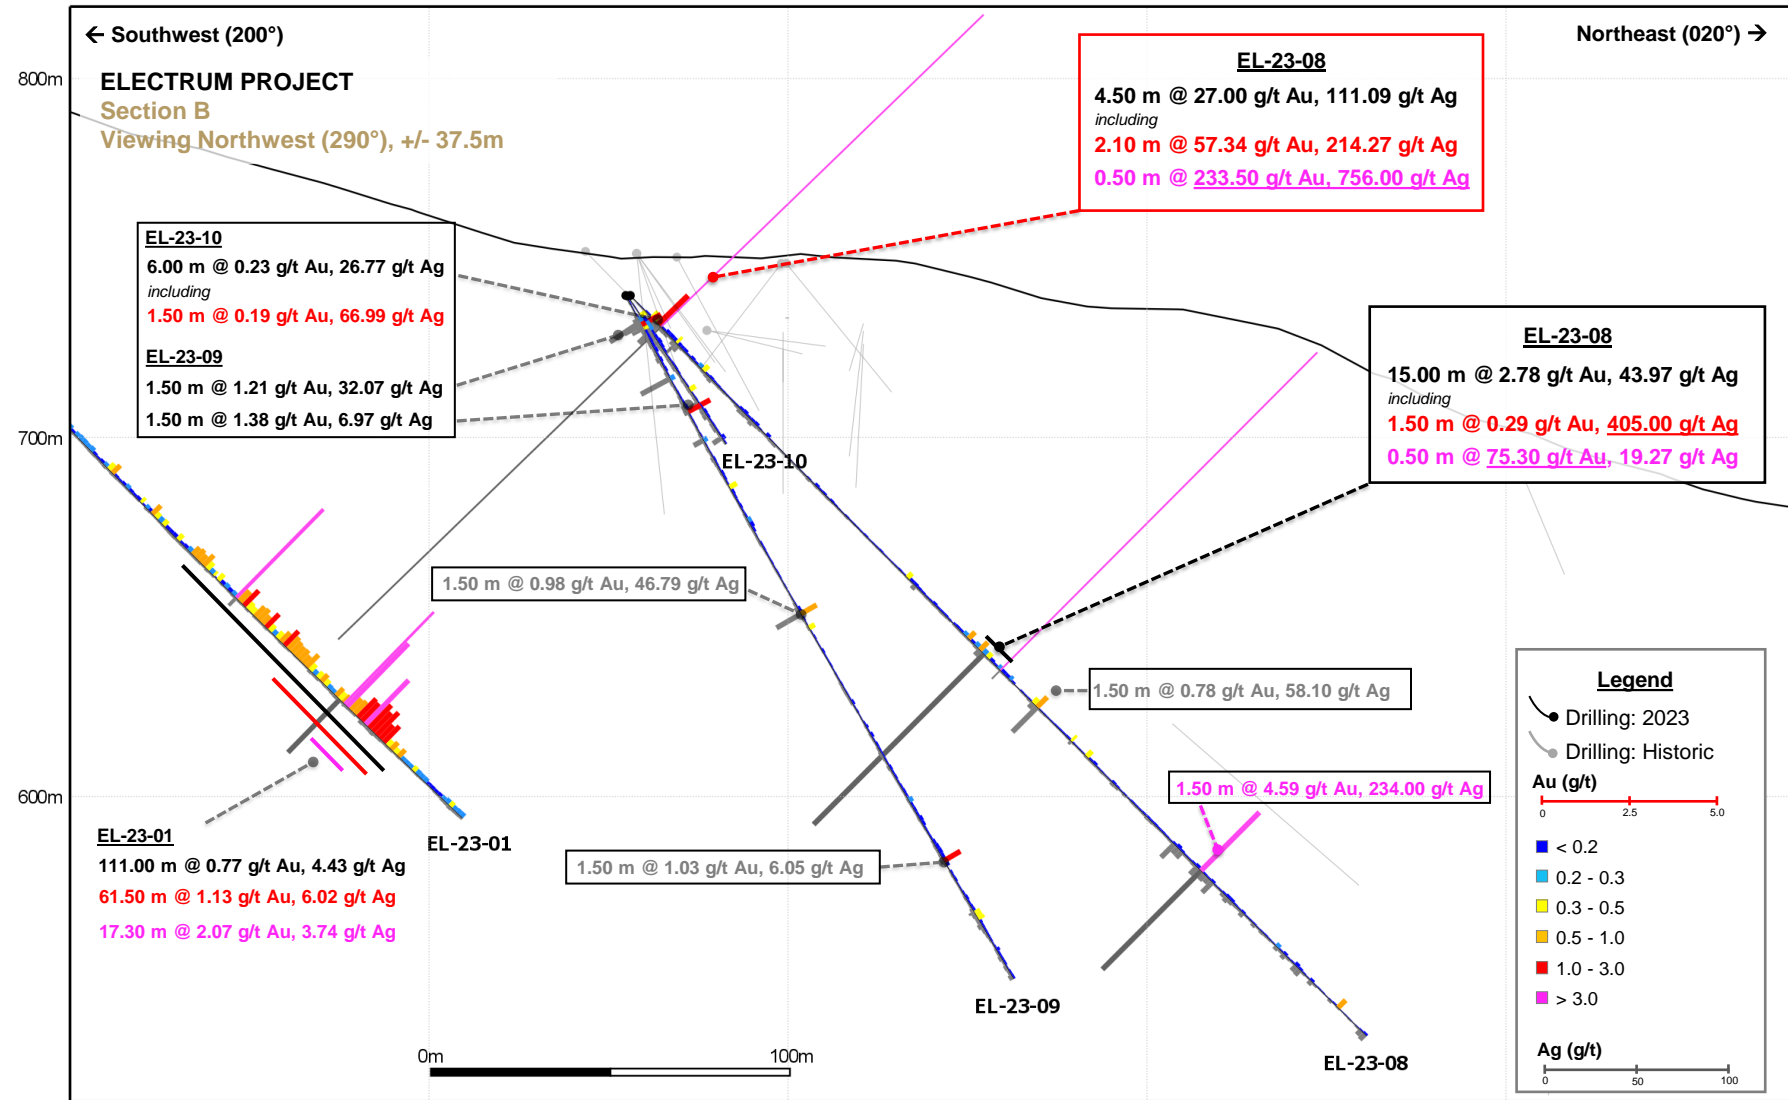 ← Southwest (200°)
Northeast (020°) →
800m
ELECTRUM PROJECT
Section B
Viewing Northwest (290°), +/- 37.5m
EL-23-08
4.50 m @ 27.00 g/t Au, 111.09 g/t Ag
including
2.10 m @ 57.34 g/t Au, 214.27 g/t Ag
0.50 m @ 233.50 g/t Au, 756.00 g/t Ag
EL-23-10
6.00 m @ 0.23 g/t Au, 26.77 g/t Ag
including
1.50 m @ 0.19 g/t Au, 66.99 g/t Ag
EL-23-09
1.50 m @ 1.21 g/t Au, 32.07 g/t Ag
1.50 m @ 1.38 g/t Au, 6.97 g/t Ag
EL-23-08
15.00 m @ 2.78 g/t Au, 43.97 g/t Ag
including
1.50 m @ 0.29 g/t Au, 405.00 g/t Ag
0.50 m @ 75.30 g/t Au, 19.27 g/t Ag
700m
EL-23-10
1.50 m @ 0.98 g/t Au, 46.79 g/t Ag
1.50 m @ 0.78 g/t Au, 58.10 g/t Ag
1.50 m @ 4.59 g/t Au, 234.00 g/t Ag
600m
EL-23-01
EL-23-01
111.00 m @ 0.77 g/t Au, 4.43 g/t Ag
61.50 m @ 1.13 g/t Au, 6.02 g/t Ag
17.30 m @ 2.07 g/t Au, 3.74 g/t Ag
1.50 m @ 1.03 g/t Au, 6.05 g/t Ag
EL-23-09
EL-23-08
0m
100m
Legend
Drilling: 2023
Drilling: Historic
Au (g/t)
0 2.5 5.0
< 0.2
0.2 - 0.3
0.3 - 0.5
0.5 - 1.0
1.0 - 3.0
> 3.0
Ag (g/t)
0 50 100